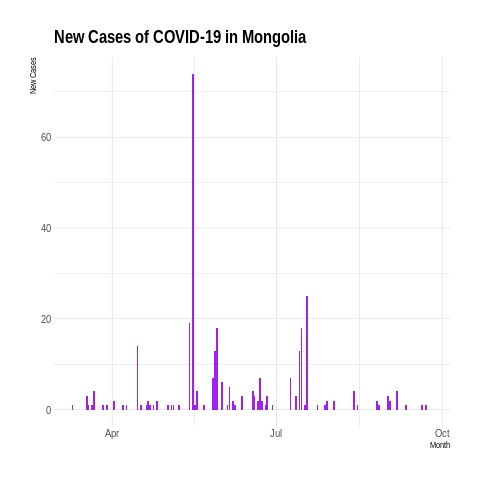 New Cases of COVID-19 in Mongolia
New Cases
60
40
20
0
Apr
Jul
Oct
Month